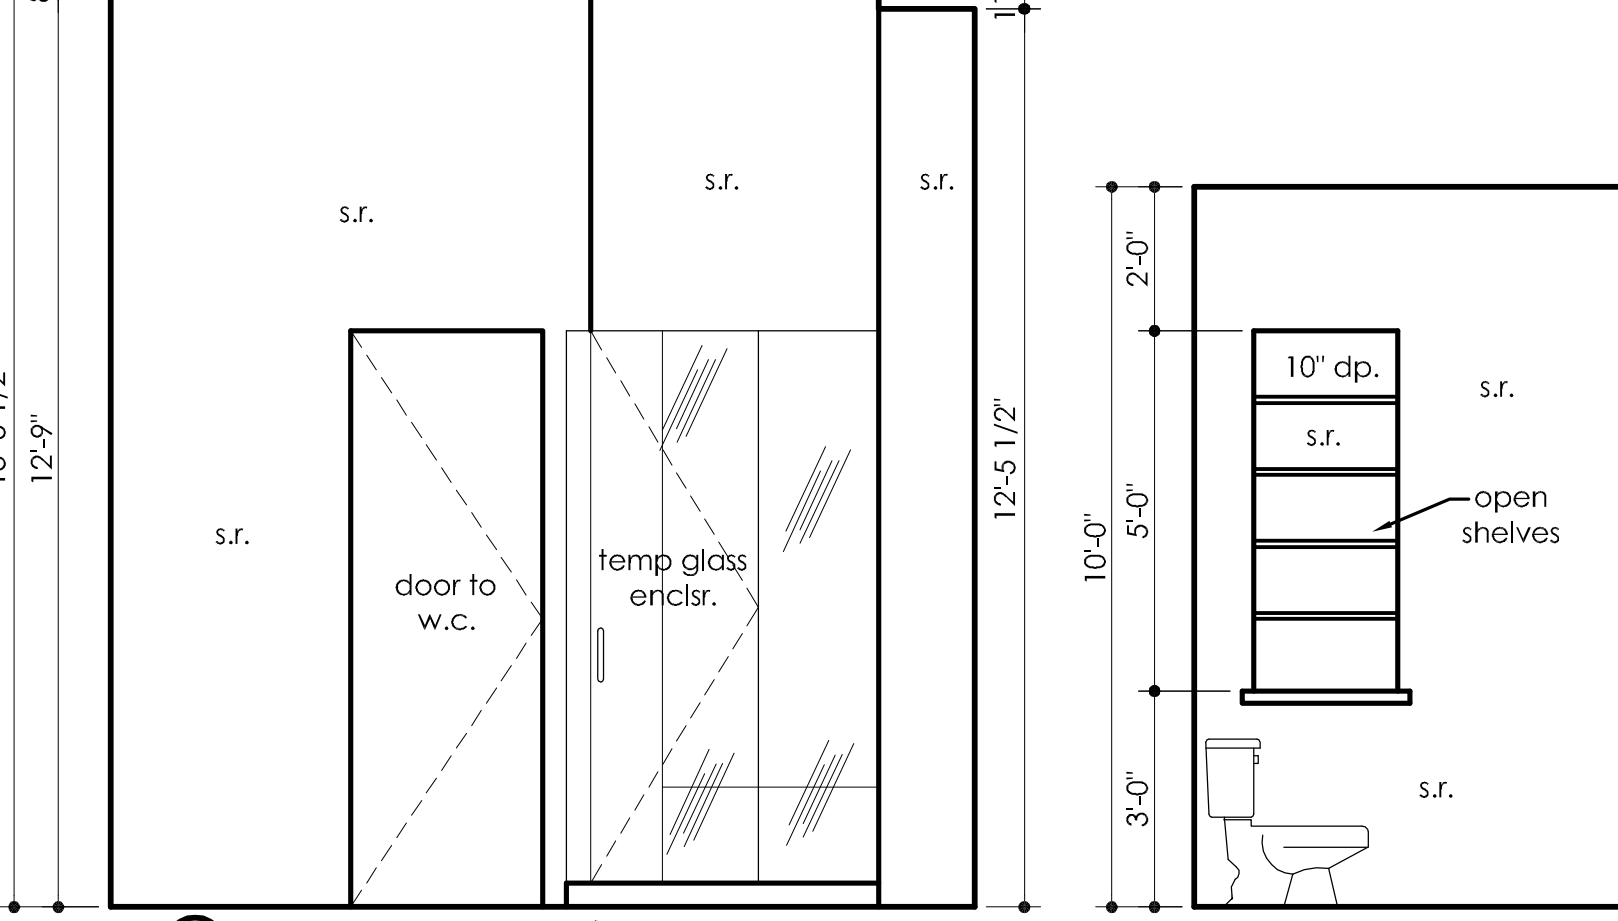 s.r.
s.r.
s.r.
s.r.
door to
w.c.
temp glass
enclsr.
12'-9"
12'-5 1/2"
2'-0"
5'-0"
3'-0"
10'-0"
10" dp.
s.r.
s.r.
open
shelves
s.r.